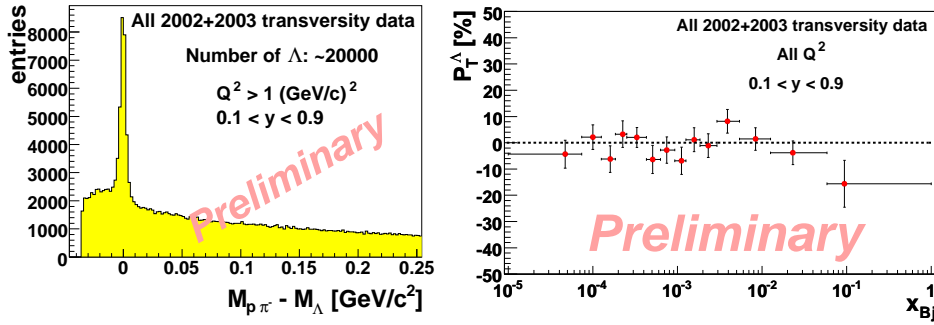 All 2002+2003 transversity data
Number of Λ: ~20000
Q² > 1 (GeV/c)²
0.1 < y < 0.9
Preliminary
entries
8000
7000
6000
5000
4000
3000
2000
1000
0
0 0.05 0.1 0.15 0.2 0.25
M_{p π⁻} - M_Λ [GeV/c²]
All 2002+2003 transversity data
All Q²
0.1 < y < 0.9
Preliminary
P_T^Λ [%]
50
40
30
20
10
0
-10
-20
-30
-40
-50
10⁻⁵ 10⁻⁴ 10⁻³ 10⁻² 10⁻¹ 1
x_{Bj}